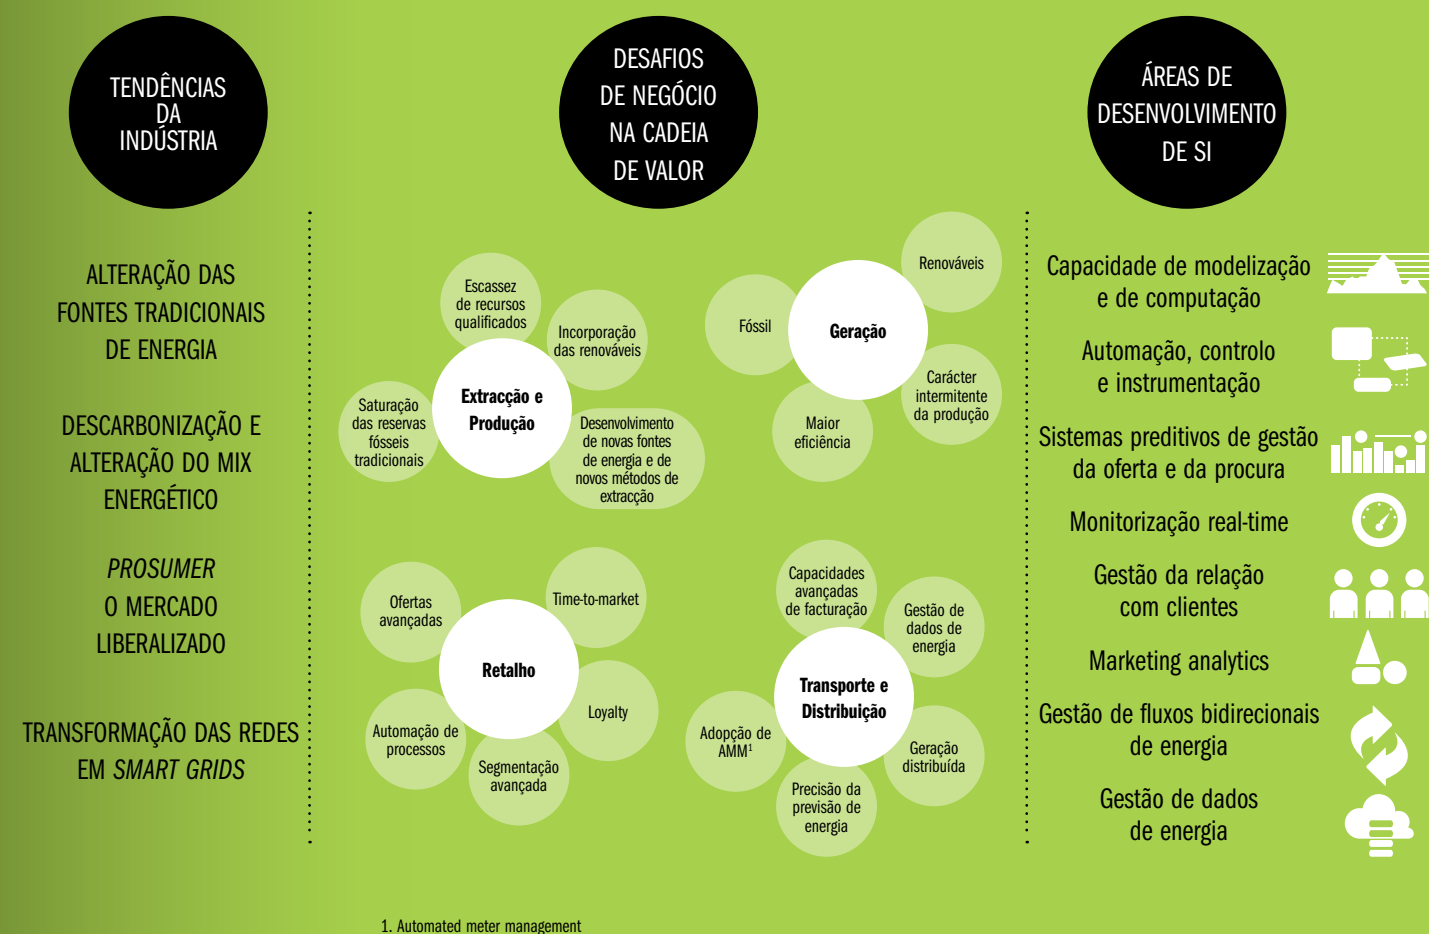 TENDÊNCIAS
DA
INDÚSTRIA
ALTERAÇÃO DAS
FONTES TRADICIONAIS
DE ENERGIA
DESCARBONIZAÇÃO E
ALTERAÇÃO DO MIX
ENERGÉTICO
PROSUMER
O MERCADO
LIBERALIZADO
TRANSFORMAÇÃO DAS REDES
EM SMART GRIDS
DESAFIOS
DE NEGÓCIO
NA CADEIA
DE VALOR
Extracção e
Produção
Escassez
de recursos
qualificados
Incorporação
das renováveis
Saturação
das reservas
fósseis
tradicionais
Desenvolvimento
de novas fontes
de energia e de
novos métodos de
extracção
Geração
Renováveis
Fóssil
Carácter
intermitente
da produção
Maior
eficiência
Retalho
Ofertas
avançadas
Time-to-market
Loyalty
Automação de
processos
Segmentação
avançada
Transporte e
Distribuição
Capacidades
avançadas
de facturação
Gestão de
dados de
energia
Adopção de
AMM¹
Geração
distribuída
Precisão da
previsão de
energia
ÁREAS DE
DESENVOLVIMENTO
DE SI
Capacidade de modelização
e de computação
Automação, controlo
e instrumentação
Sistemas preditivos de gestão
da oferta e da procura
Monitorização real-time
Gestão da relação
com clientes
Marketing analytics
Gestão de fluxos bidirecionais
de energia
Gestão de dados
de energia
1. Automated meter management